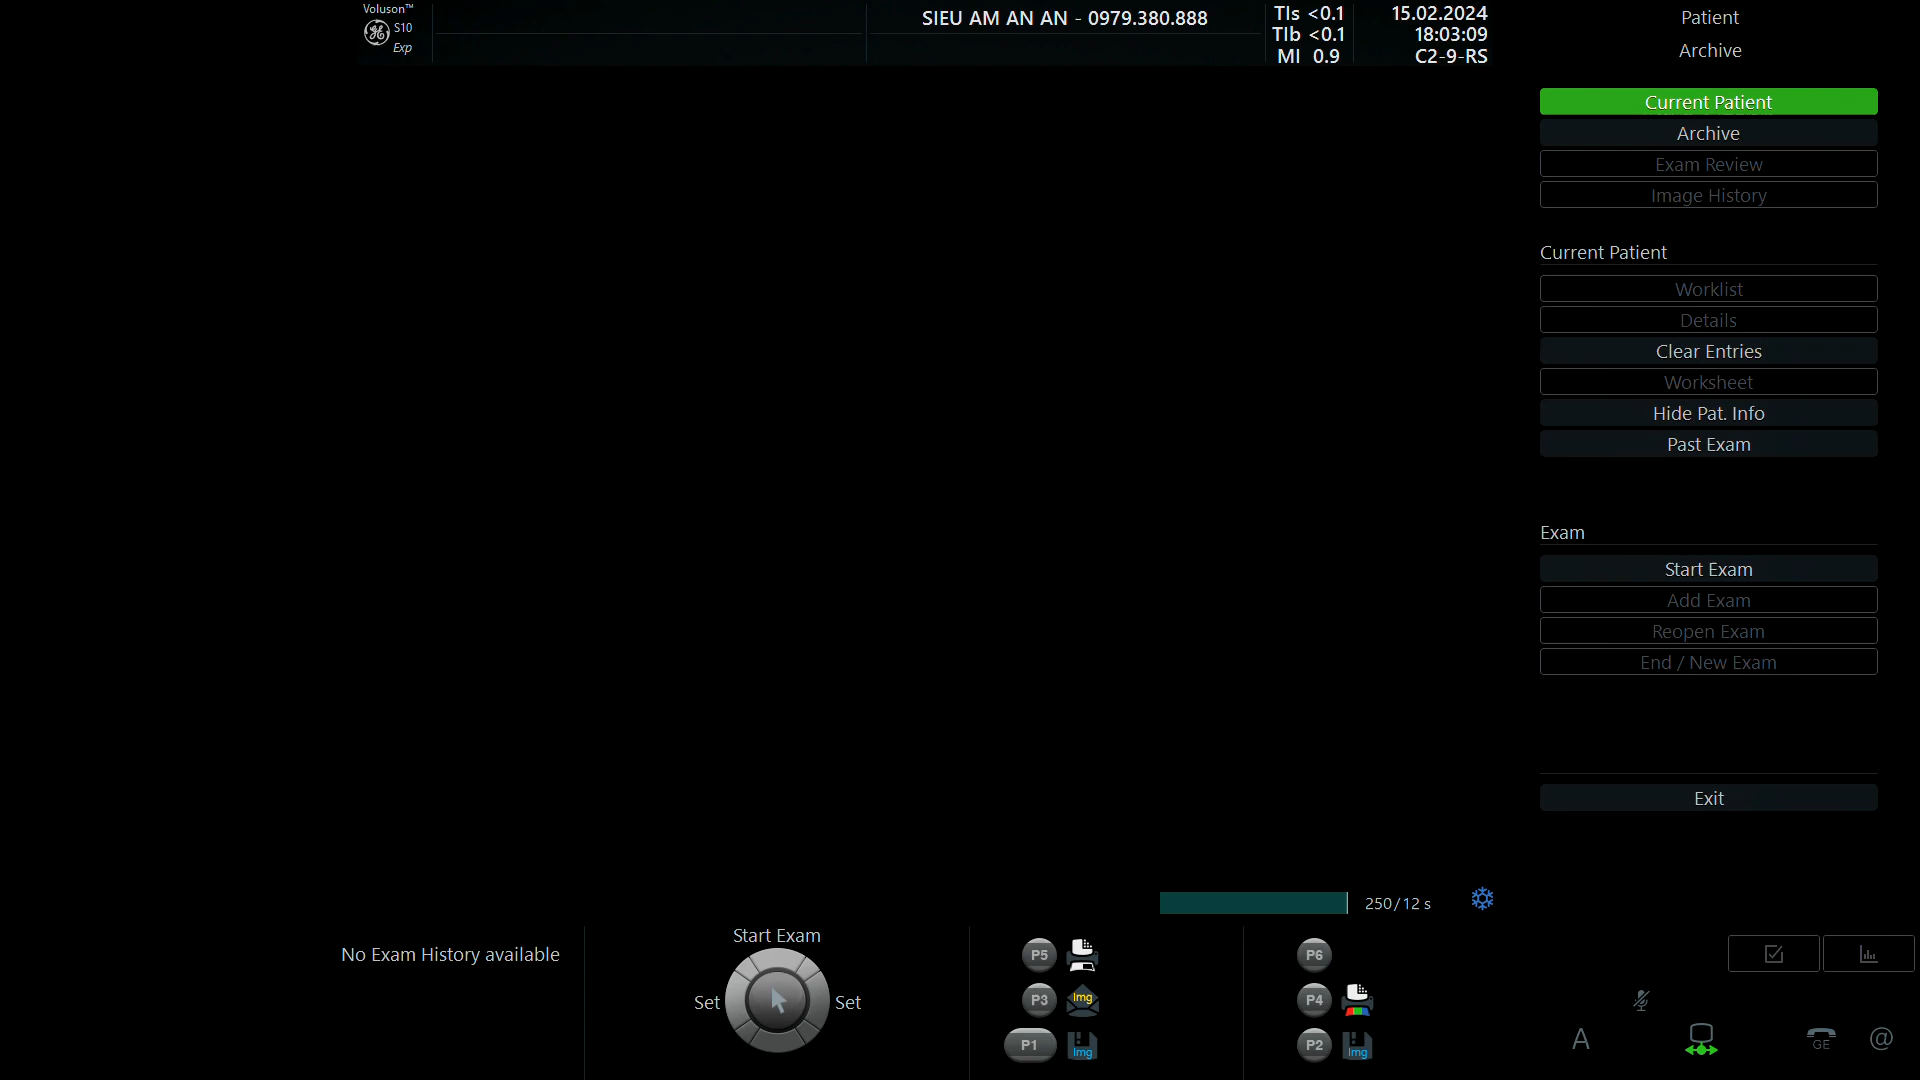 Voluson™
S10
Exp
SIEU AM AN AN - 0979.380.888
TIs <0.1
TIb <0.1
MI 0.9
15.02.2024
18:03:09
C2-9-RS
Patient
Archive
Current Patient
Archive
Exam Review
Image History
Current Patient
Worklist
Details
Clear Entries
Worksheet
Hide Pat. Info
Past Exam
Exam
Start Exam
Add Exam
Reopen Exam
End / New Exam
Exit
250/12 s
No Exam History available
Start Exam
Set
Set
P5
P3
Img
P1
Img
P6
P4
P2
Img
A
GE
@